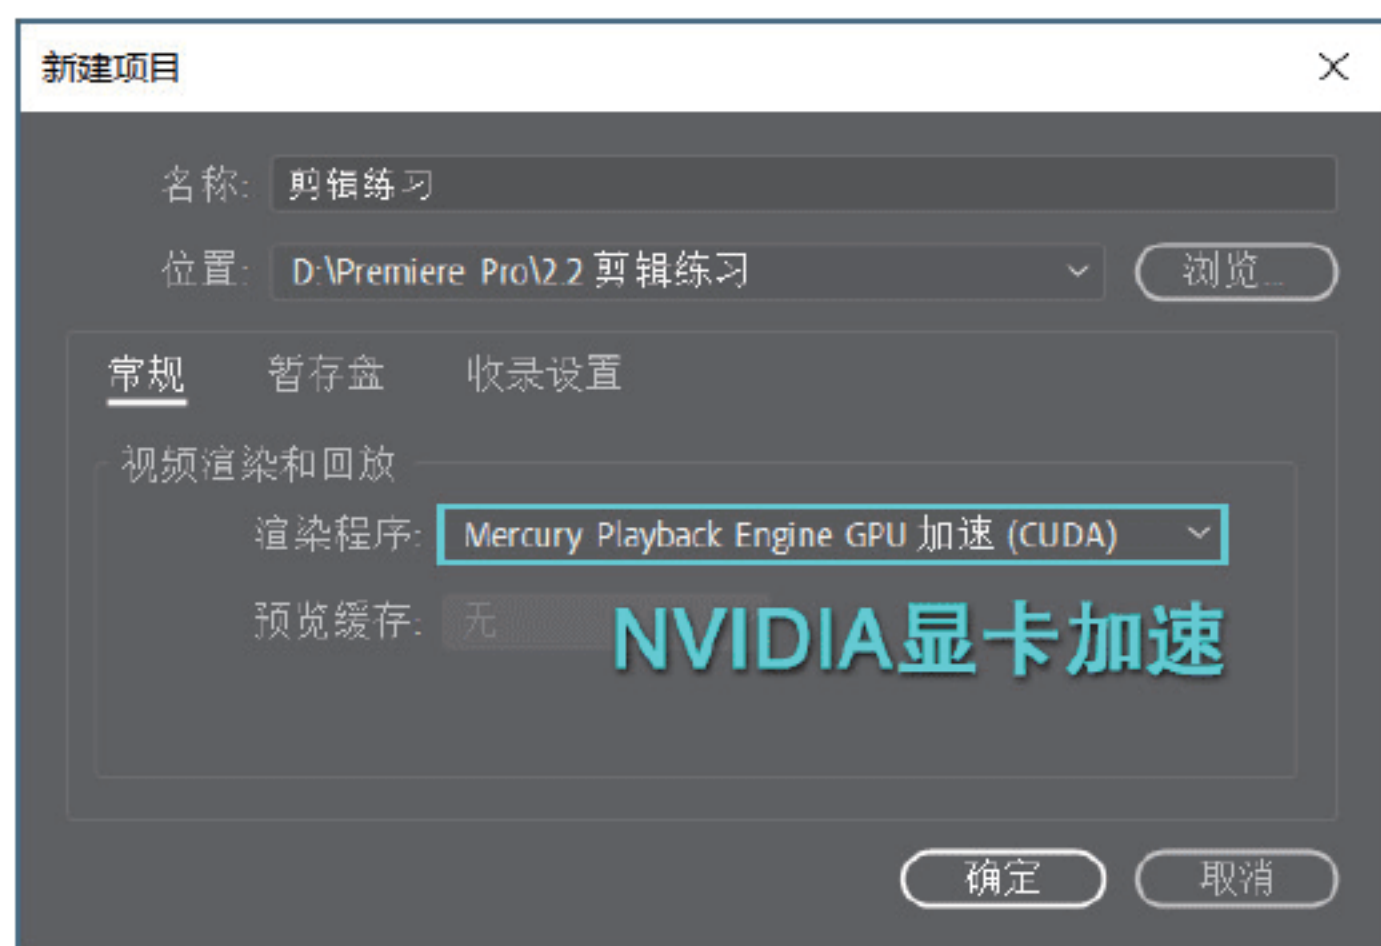 新建项目
名称: 剪辑练习
位置: D:\Premiere Pro\2.2 剪辑练习 浏览...
常规 暂存盘 收录设置
视频渲染和回放
渲染程序: Mercury Playback Engine GPU 加速 (CUDA)
预览缓存: 无
NVIDIA显卡加速
确定 取消